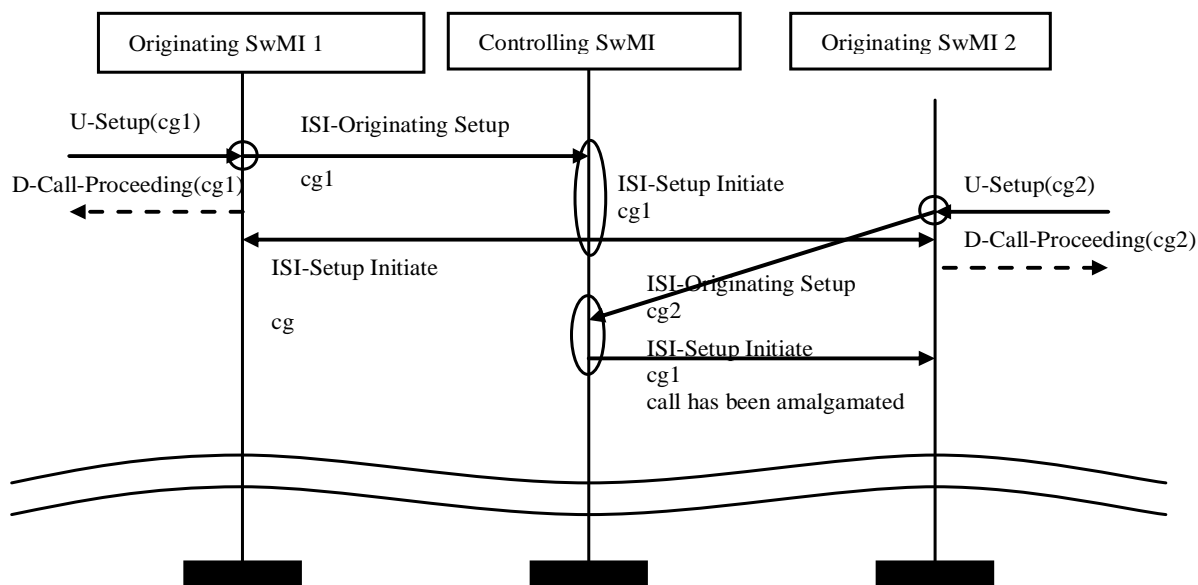 Originating SwMI 1
Controlling SwMI
Originating SwMI 2
U-Setup(cg1)
ISI-Originating Setup
cg1
D-Call-Proceeding(cg1)
ISI-Setup Initiate
cg1
U-Setup(cg2)
D-Call-Proceeding(cg2)
ISI-Setup Initiate
cg
ISI-Originating Setup
cg2
ISI-Setup Initiate
cg1
call has been amalgamated